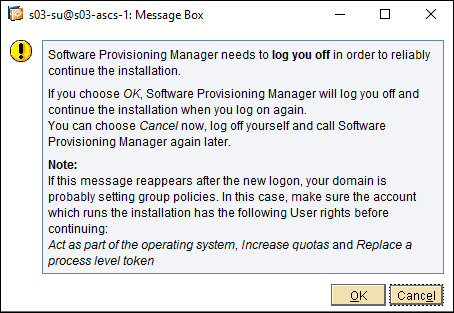 s03-su@s03-ascs-1: Message Box
Software Provisioning Manager needs to log you off in order to reliably
continue the installation.
If you choose OK, Software Provisioning Manager will log you off and
continue the installation when you log on again.
You can choose Cancel now, log off yourself and call Software
Provisioning Manager again later.
Note:
If this message reappears after the new logon, your domain is
probably setting group policies. In this case, make sure the account
which runs the installation has the following User rights before
continuing:
Act as part of the operating system, Increase quotas and Replace a
process level token
OK Cancel